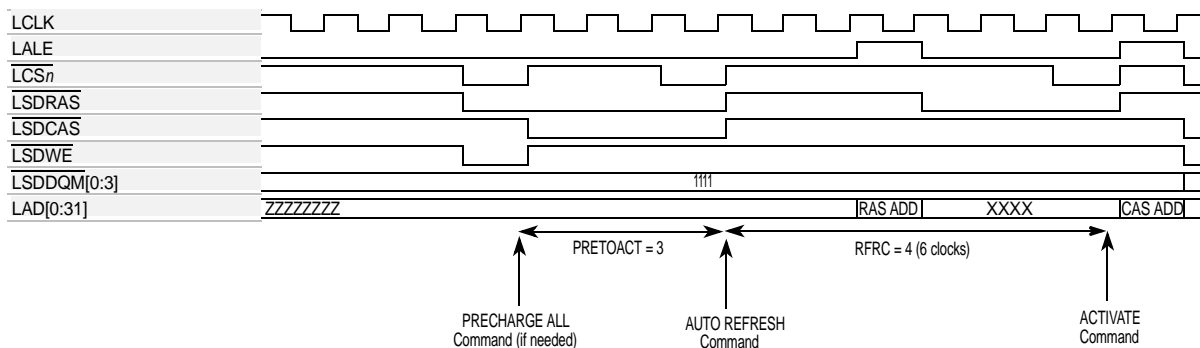 LCLK
LALE
LCSn
LSDRAS
LSDCAS
LSDWE
LSDDQM[0:3]
1111
LAD[0:31]
ZZZZZZZZ
RAS ADD
XXXX
CAS ADD
PRETOACT = 3
RFRC = 4 (6 clocks)
PRECHARGE ALL
Command (if needed)
AUTO REFRESH
Command
ACTIVATE
Command